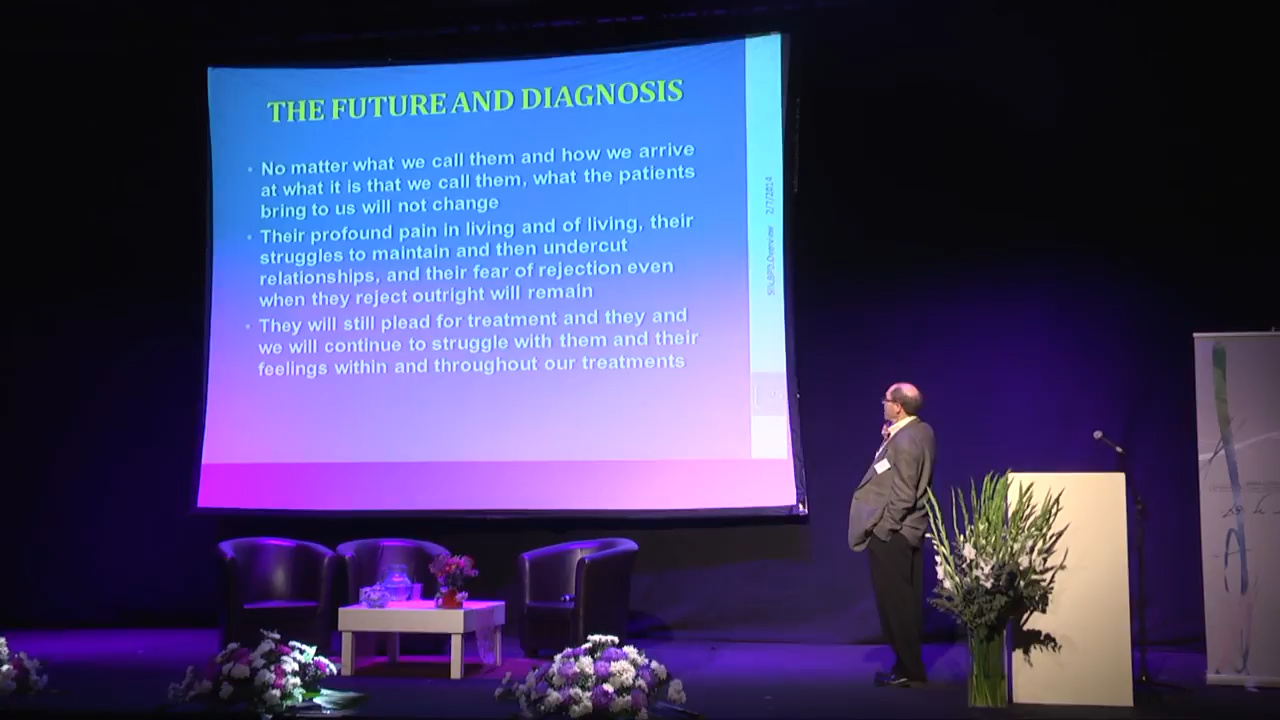 THE FUTURE AND DIAGNOSIS
• No matter what we call them and how we arrive
at what it is that we call them, what the patients
bring to us will not change
• Their profound pain in living and of living, their
struggles to maintain and then undercut
relationships, and their fear of rejection even
when they reject outright will remain
• They will still plead for treatment and they and
we will continue to struggle with them and their
feelings within and throughout our treatments
2/7/2014